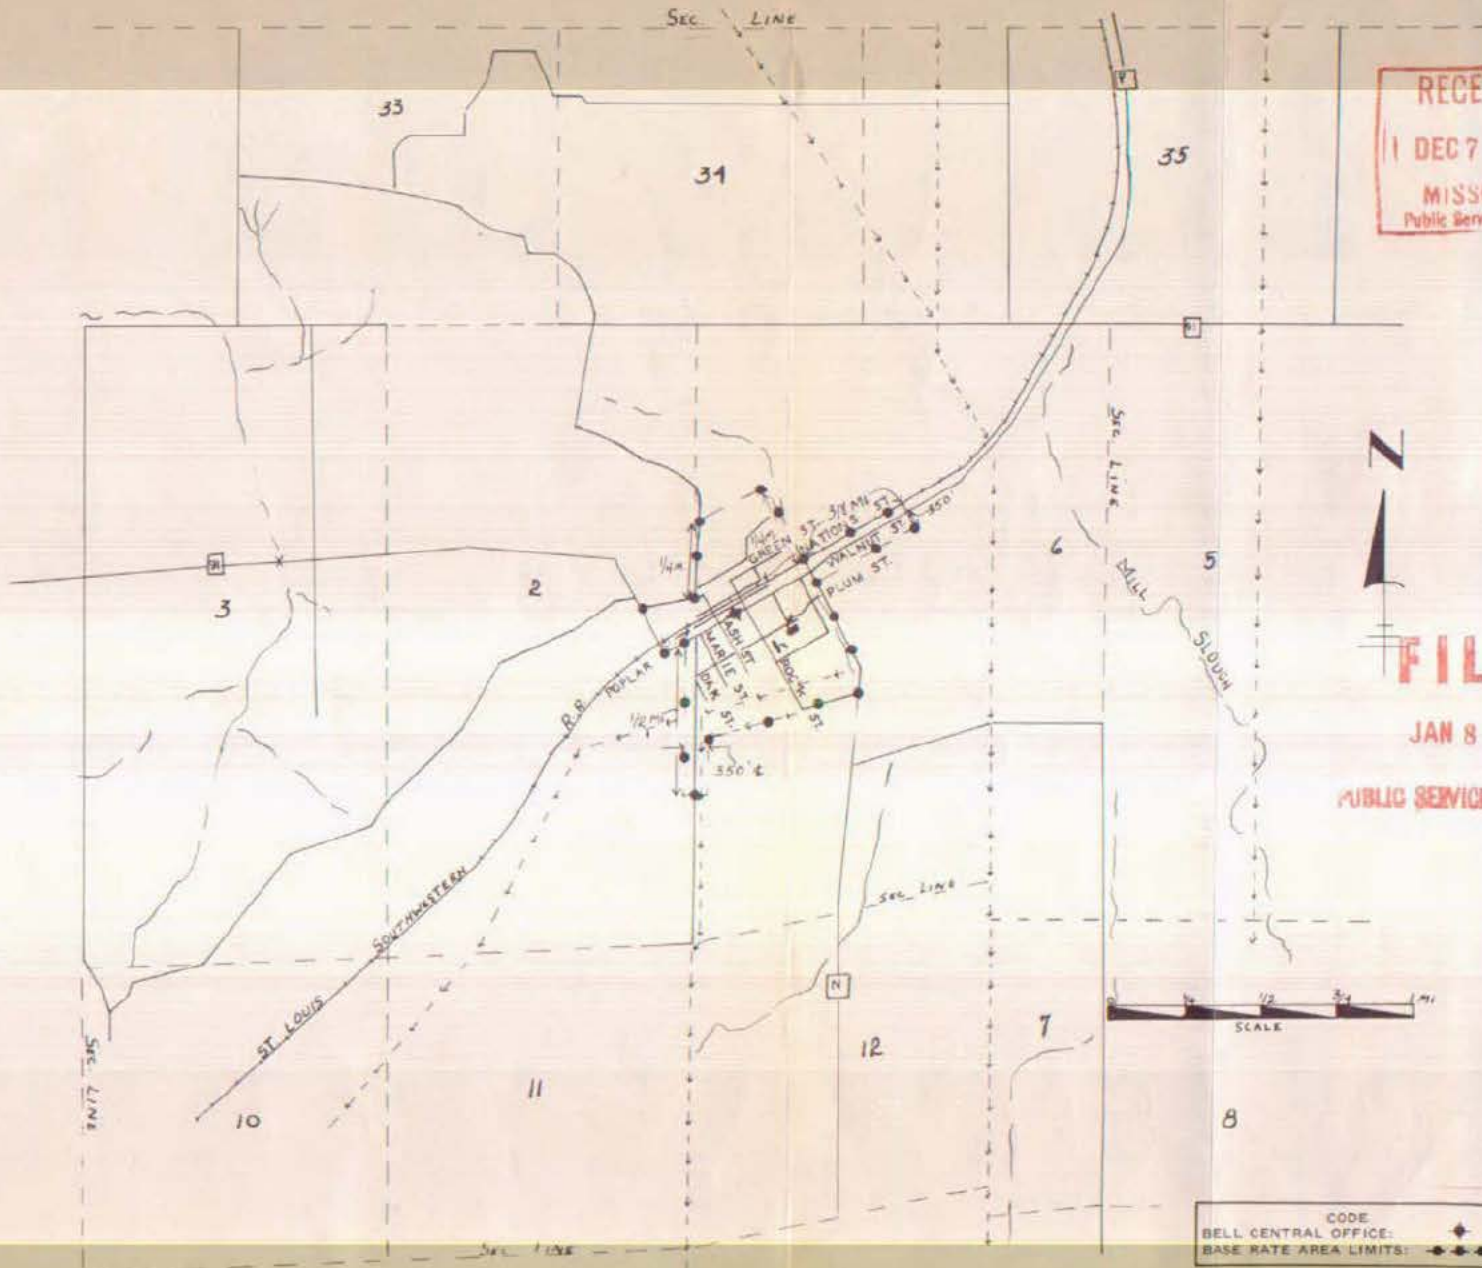 SEC LINE
33
34
35
RECE
DEC 7
MISS
Public Serv
SEC LINE
N
3
2
6
5
1/4 M.
1/4 M.
GREEN ST.
3/8 MI
NATIONS ST.
350'
WALNUT ST.
PLUM ST.
MILL SLOUGH
ASH ST.
MARIE ST.
OAK ST.
ST.
POPLAR
R.R.
1/2 MI
350' ±
FIL
JAN 8
PUBLIC SERVICE
SOUTHWESTERN
ST. LOUIS
SEC LINE
N
0 1/4 1/2 3/4 1 MI
SCALE
SEC LINE
10
11
12
7
8
SEC LINE
CODE
BELL CENTRAL OFFICE:
BASE RATE AREA LIMITS: